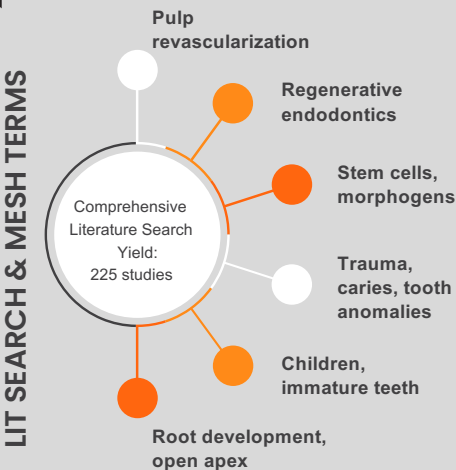 LIT SEARCH & MESH TERMS
Pulp
revascularization
Regenerative
endodontics
Stem cells,
morphogens
Comprehensive
Literature Search
Yield:
225 studies
Trauma,
caries, tooth
anomalies
Children,
immature teeth
Root development,
open apex